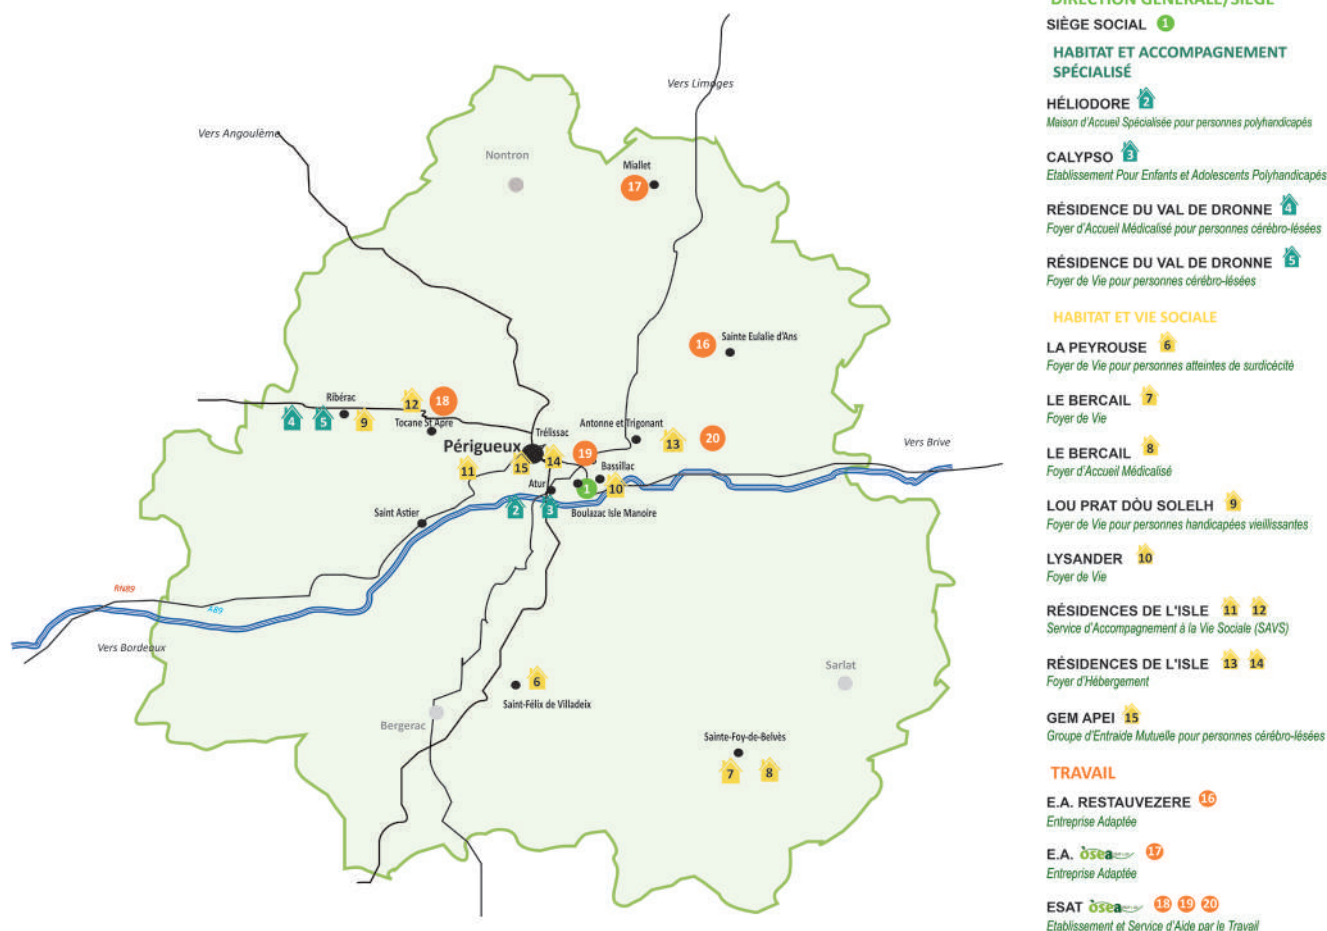 Vers Limoges
Vers Angoulême
Nontron
Miallet
17
16
Sainte Eulalie d'Ans
Ribérac
12
18
4
5
9
Tocane St Apre
Trélissac
Antonne et Trigonant
13
20
Périgueux
Vers Brive
11
15
14
19
Bassillac
Atur
1
10
2
3
Boulazac Isle Manoire
Saint Astier
RN89
A89
Vers Bordeaux
6
Saint-Félix de Villadeix
Sarlat
Bergerac
Sainte-Foy-de-Belvès
7
8
DIRECTION GÉNÉRALE/SIÈGE
SIÈGE SOCIAL 1
HABITAT ET ACCOMPAGNEMENT
SPÉCIALISÉ
HÉLIODORE 2
Maison d'Accueil Spécialisée pour personnes polyhandicapés
CALYPSO 3
Etablissement Pour Enfants et Adolescents Polyhandicapés
RÉSIDENCE DU VAL DE DRONNE 4
Foyer d'Accueil Médicalisé pour personnes cérébro-lésées
RÉSIDENCE DU VAL DE DRONNE 5
Foyer de Vie pour personnes cérébro-lésées
HABITAT ET VIE SOCIALE
LA PEYROUSE 6
Foyer de Vie pour personnes atteintes de surdicécité
LE BERCAIL 7
Foyer de Vie
LE BERCAIL 8
Foyer d'Accueil Médicalisé
LOU PRAT DÒU SOLELH 9
Foyer de Vie pour personnes handicapées vieillissantes
LYSANDER 10
Foyer de Vie
RÉSIDENCES DE L'ISLE 11 12
Service d'Accompagnement à la Vie Sociale (SAVS)
RÉSIDENCES DE L'ISLE 13 14
Foyer d'Hébergement
GEM APEI 15
Groupe d'Entraide Mutuelle pour personnes cérébro-lésées
TRAVAIL
E.A. RESTAUVEZERE 16
Entreprise Adaptée
E.A. òsea 17
Entreprise Adaptée
ESAT òsea 18 19 20
Etablissement et Service d'Aide par le Travail